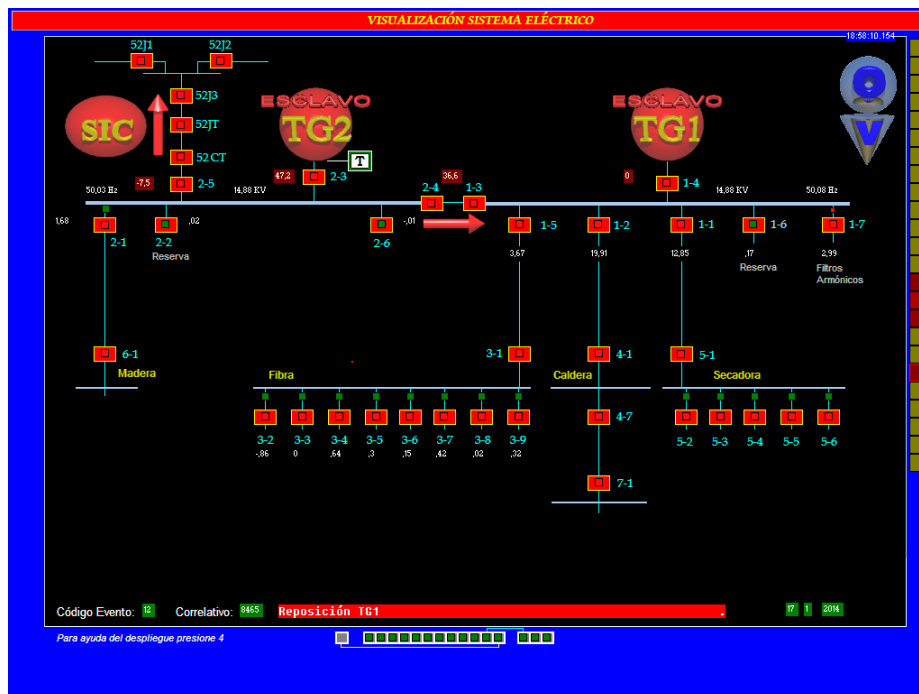 VISUALIZACIÓN SISTEMA ELÉCTRICO
18:58:10.154
52J1
52J2
52J3
52JT
52 CT
2-5
SIC
ESCLAVO
TG2
T
2-3
ESCLAVO
TG1
1-4
O
V
50,03 Hz
-7,5
14,88 KV
47,2
36,6
0
14,88 KV
50,08 Hz
2-4
1-3
1,68
2-1
2-2
,02
Reserva
2-6
-,01
1-5
1-2
1-1
1-6
1-7
3,67
19,91
12,85
,17
2,99
Reserva
Filtros
Armónicos
6-1
3-1
4-1
5-1
Madera
Fibra
Caldera
Secadora
3-2
3-3
3-4
3-5
3-6
3-7
3-8
3-9
4-7
5-2
5-3
5-4
5-5
5-6
-,86
0
,64
,3
,15
,42
,02
,32
7-1
Código Evento: 12
Correlativo: 8465
Reposición TG1 .
17 1 2014
Para ayuda del despliegue presione 4